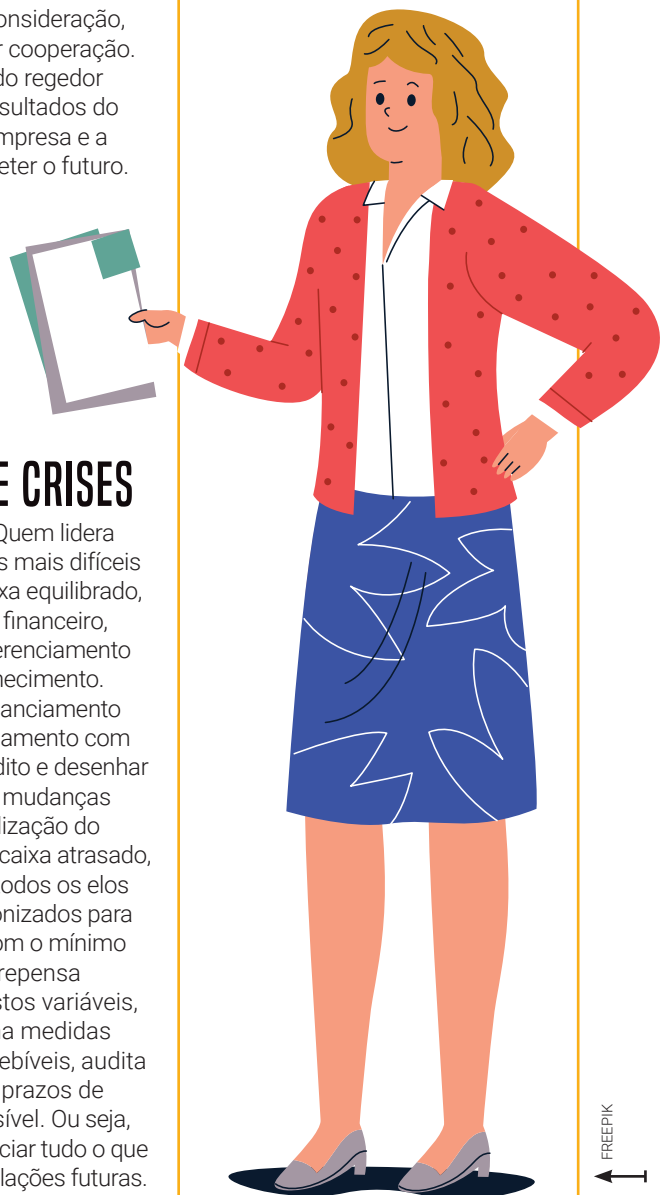 onsideração,
r cooperação.
do regedor
sultados do
mpresa e a
eter o futuro.
E CRISES
Quem lidera
s mais difíceis
xa equilibrado,
financeiro,
erenciamento
hecimento.
anciamento
amento com
dito e desenhar
mudanças
lização do
caixa atrasado,
odos os elos
onizados para
om o mínimo
repensa
stos variáveis,
na medidas
ebíveis, audita
prazos de
sível. Ou seja,
ciar tudo o que
lações futuras.
FREEPIK